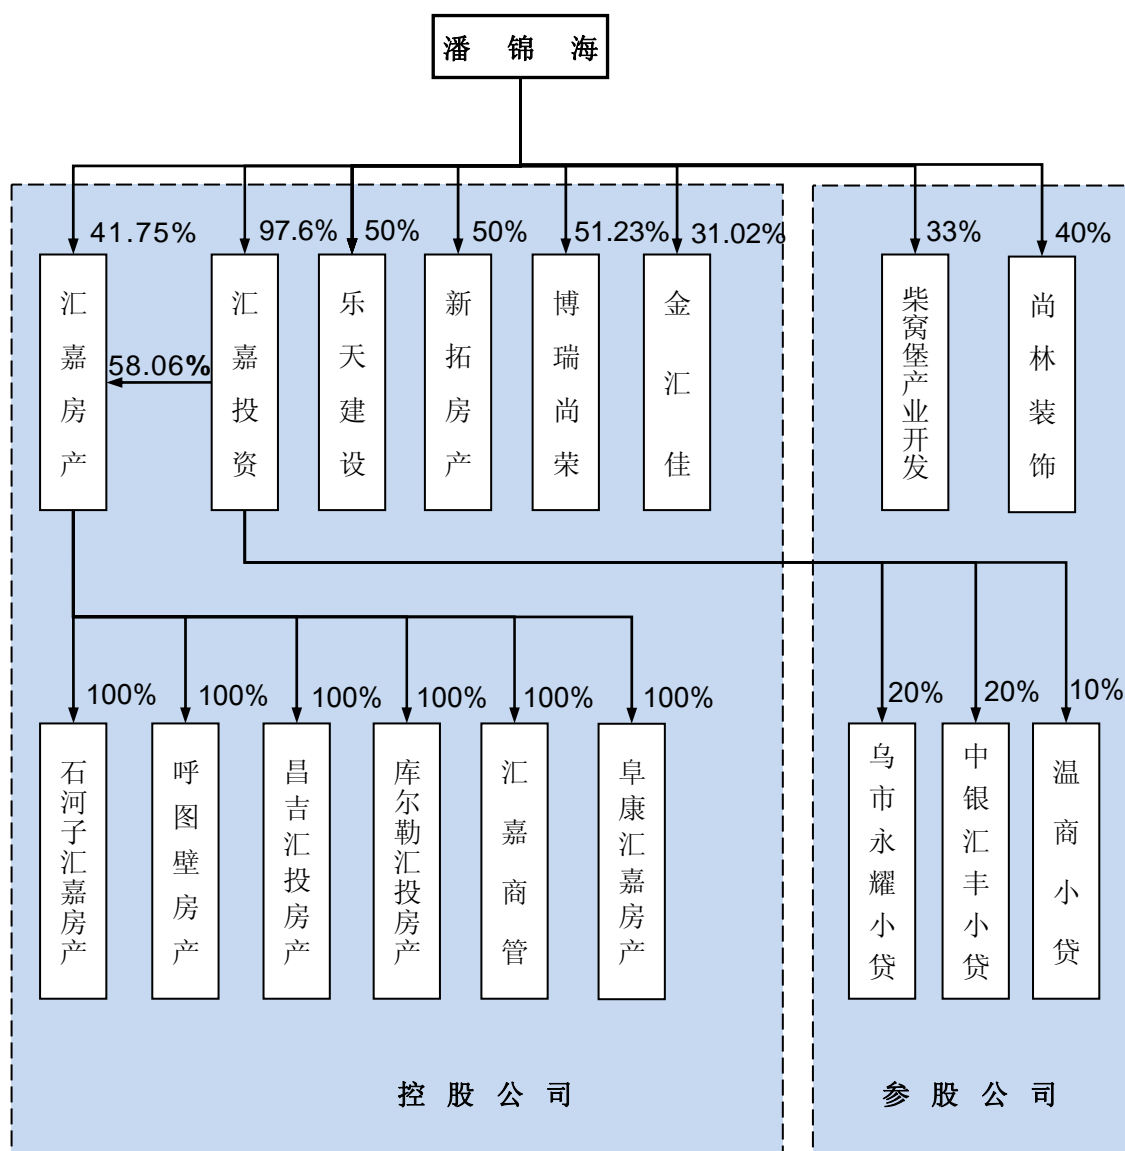 潘锦海
41.75%
97.6%
50%
50%
51.23%
31.02%
33%
40%
汇嘉房产
58.06%
汇嘉投资
乐天建设
新拓房产
博瑞尚荣
金汇佳
柴窝堡产业开发
尚林装饰
100%
100%
100%
100%
100%
100%
20%
20%
10%
石河子汇嘉房产
呼图壁房产
昌吉汇投房产
库尔勒汇投房产
汇嘉商管
阜康汇嘉房产
乌市永耀小贷
中银汇丰小贷
温商小贷
控股公司
参股公司